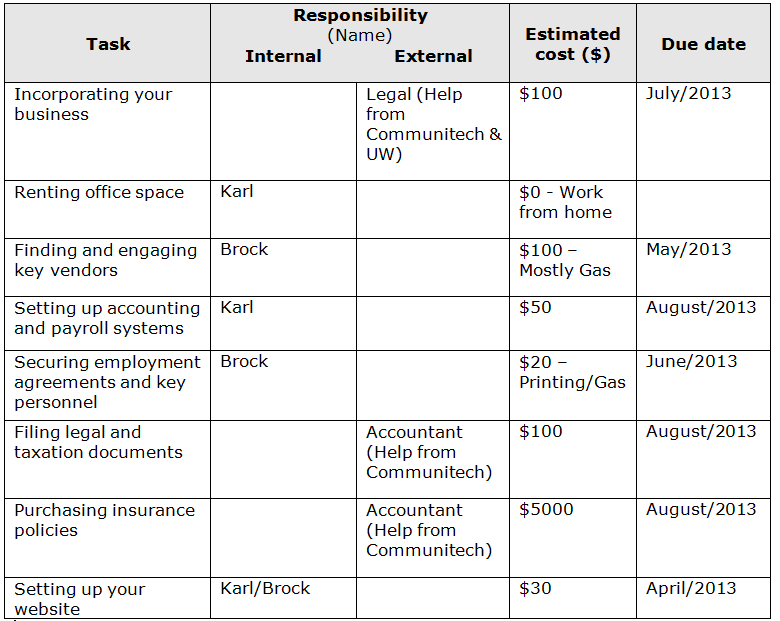 Task
Responsibility
(Name)
Internal External
Estimated
cost ($)
Due date
Incorporating your
business
Legal (Help
from
Communitech &
UW)
$100
July/2013
Renting office space
Karl
$0 - Work
from home
Finding and engaging
key vendors
Brock
$100 –
Mostly Gas
May/2013
Setting up accounting
and payroll systems
Karl
$50
August/2013
Securing employment
agreements and key
personnel
Brock
$20 –
Printing/Gas
June/2013
Filing legal and
taxation documents
Accountant
(Help from
Communitech)
$100
August/2013
Purchasing insurance
policies
Accountant
(Help from
Communitech)
$5000
August/2013
Setting up your
website
Karl/Brock
$30
April/2013